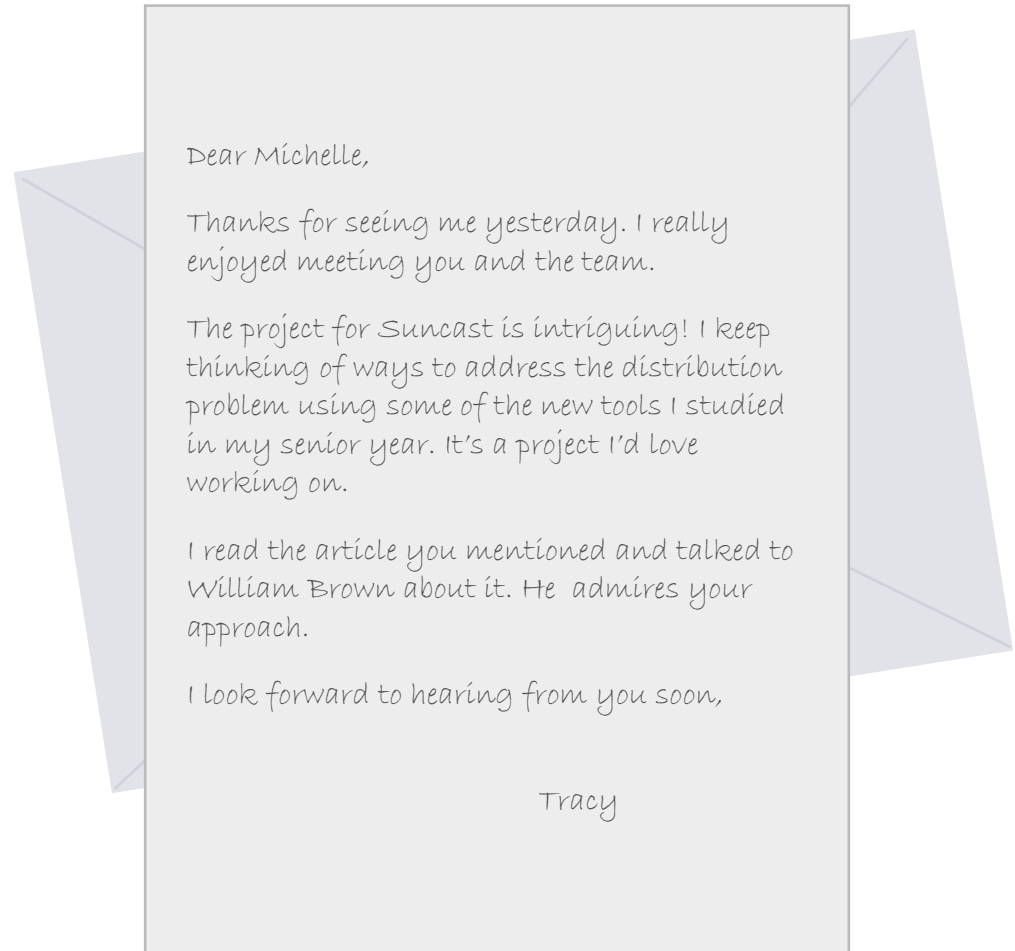 Dear Michelle,
Thanks for seeing me yesterday. I really
enjoyed meeting you and the team.
The project for Suncast is intriguing! I keep
thinking of ways to address the distribution
problem using some of the new tools I studied
in my senior year. It's a project I'd love
working on.
I read the article you mentioned and talked to
William Brown about it. He  admires your
approach.
I look forward to hearing from you soon,
Tracy